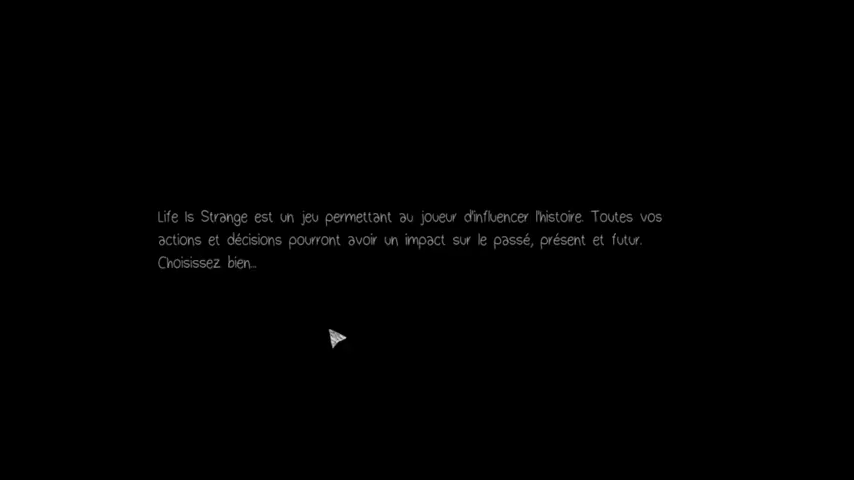 Life Is Strange est un jeu permettant au joueur d'influencer l'histoire. Toutes vos
actions et décisions pourront avoir un impact sur le passé, présent et futur.
Choisissez bien...